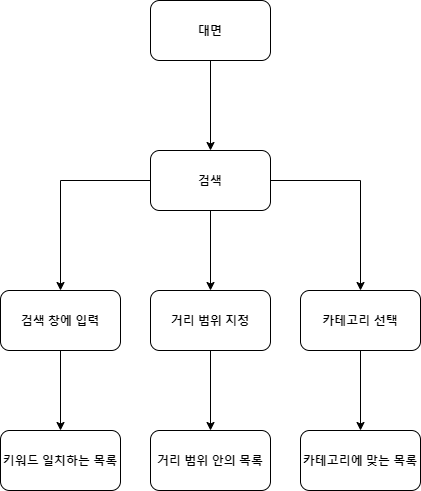 대면
검색
검색 창에 입력
거리 범위 지정
카테고리 선택
키워드 일치하는 목록
거리 범위 안의 목록
카테고리에 맞는 목록